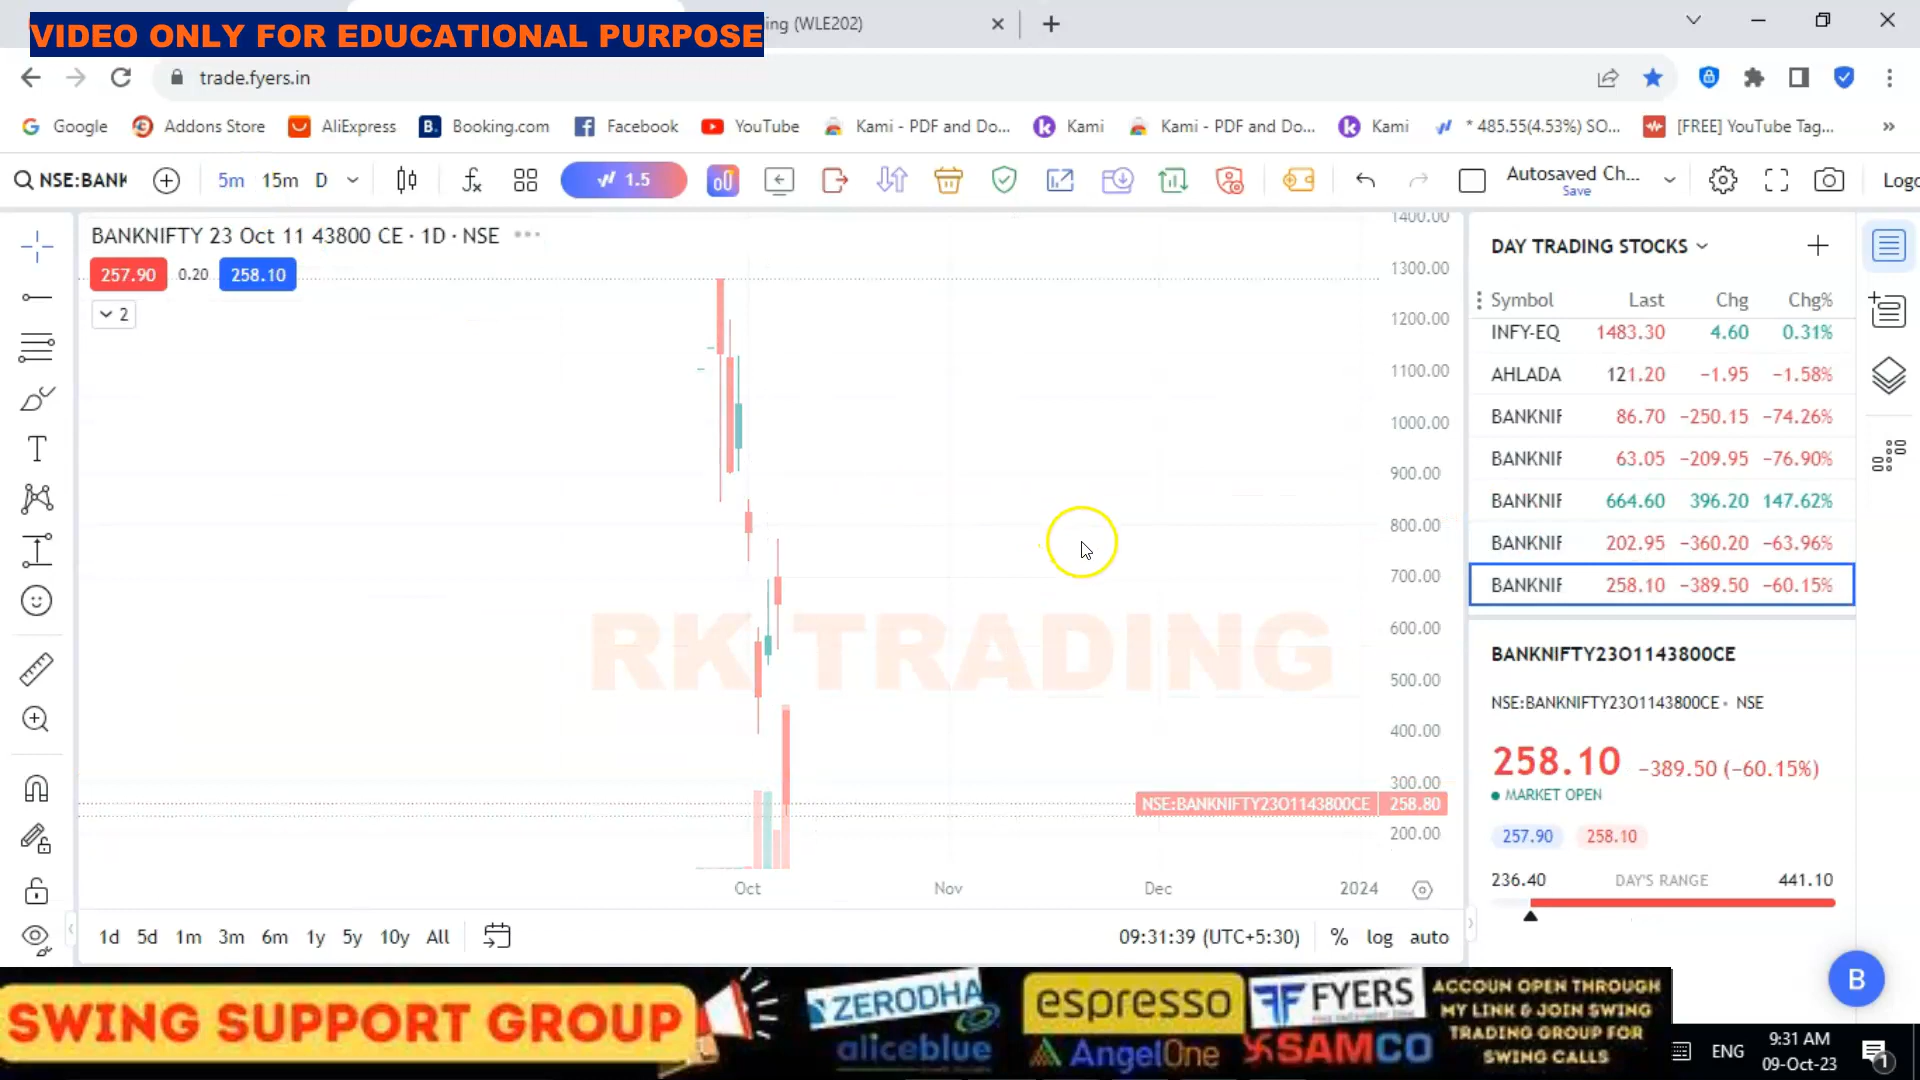 VIDEO ONLY FOR EDUCATIONAL PURPOSE
ing (WLE202)
trade.fyers.in
Google
Addons Store
AliExpress
B. Booking.com
Facebook
YouTube
Kami - PDF and Do...
Kami
Kami - PDF and Do...
Kami
* 485.55(4.53%) SO...
[FREE] YouTube Tag...
»
NSE:BANK
5m 15m D
fx
1.5
Autosaved Ch...
Save
Logo
BANKNIFTY 23 Oct 11 43800 CE · 1D · NSE
257.90 0.20 258.10
2
1400.00
1300.00
1200.00
1100.00
1000.00
900.00
800.00
700.00
600.00
500.00
400.00
300.00
200.00
RK TRADING
NSE:BANKNIFTY23O1143800CE 258.80
Oct Nov Dec 2024
1d 5d 1m 3m 6m 1y 5y 10y All
09:31:39 (UTC+5:30) % log auto
DAY TRADING STOCKS
Symbol Last Chg Chg%
INFY-EQ 1483.30 4.60 0.31%
AHLADA 121.20 −1.95 −1.58%
BANKNIF 86.70 −250.15 −74.26%
BANKNIF 63.05 −209.95 −76.90%
BANKNIF 664.60 396.20 147.62%
BANKNIF 202.95 −360.20 −63.96%
BANKNIF 258.10 −389.50 −60.15%
BANKNIFTY23O1143800CE
NSE:BANKNIFTY23O1143800CE • NSE
258.10 −389.50 (−60.15%)
MARKET OPEN
257.90 258.10
236.40 DAY'S RANGE 441.10
B
SWING SUPPORT GROUP
ZERODHA
aliceblue
espresso
AngelOne
FYERS
SAMCO
ACCOUN OPEN THROUGH
MY LINK & JOIN SWING
TRADING GROUP FOR
SWING CALLS
ENG
9:31 AM
09-Oct-23
1